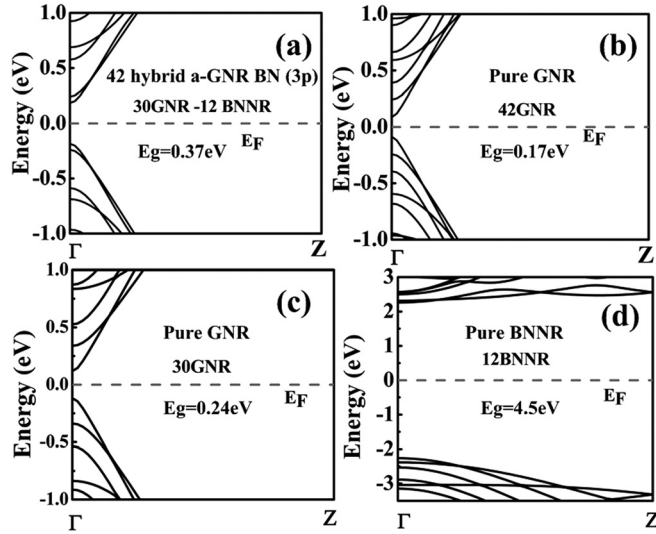 1.0
0.5
0.0
-0.5
-1.0
Energy (eV)
(a)
42 hybrid a-GNR BN (3p)
30GNR -12 BNNR
EF
Eg=0.37eV
Γ
Z
1.0
0.5
0.0
-0.5
-1.0
Energy (eV)
(b)
Pure GNR
42GNR
EF
Eg=0.17eV
Γ
Z
1.0
0.5
0.0
-0.5
-1.0
Energy (eV)
(c)
Pure GNR
30GNR
EF
Eg=0.24eV
Γ
Z
3
2
1
0
-1
-2
-3
Energy (eV)
(d)
Pure BNNR
12BNNR
EF
Eg=4.5eV
Γ
Z